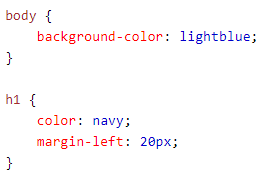 body {
    background-color: lightblue;
}

h1 {
    color: navy;
    margin-left: 20px;
}